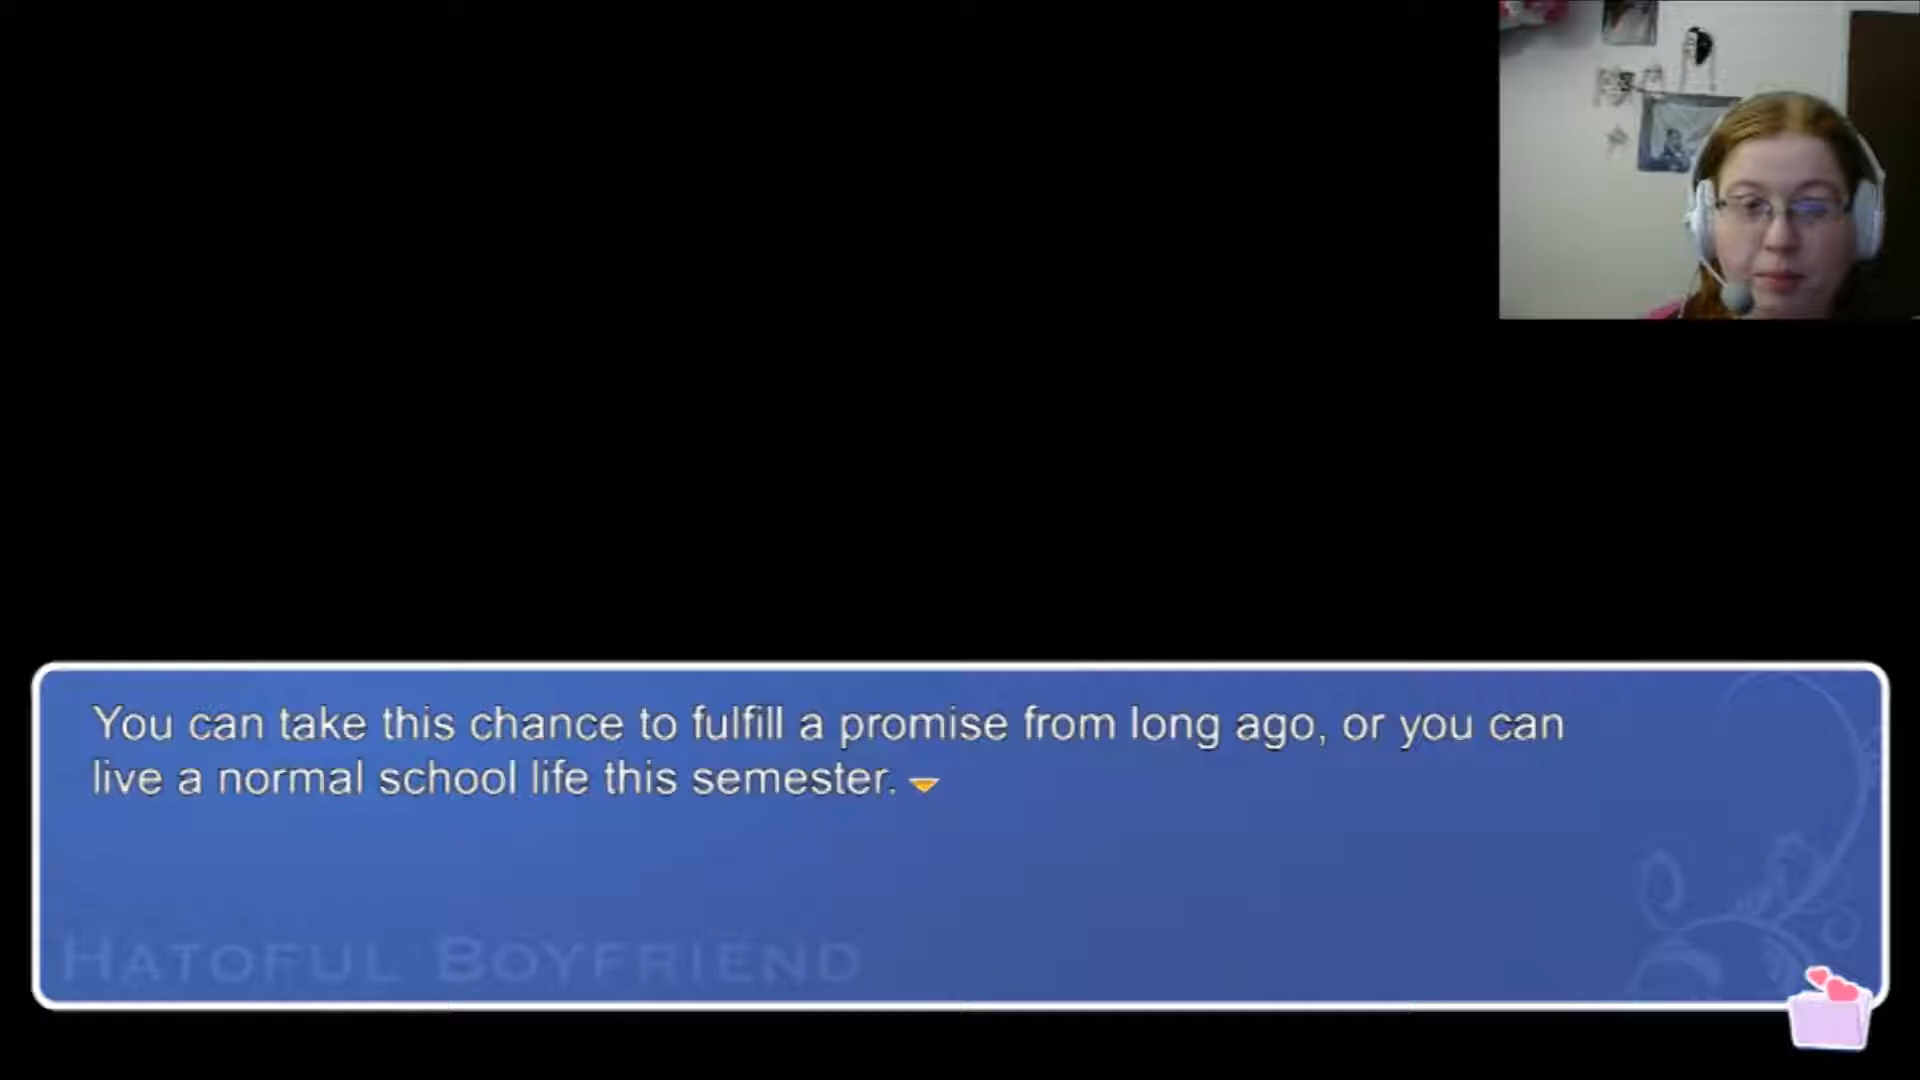 You can take this chance to fulfill a promise from long ago, or you can
live a normal school life this semester.
HATOFUL BOYFRIEND